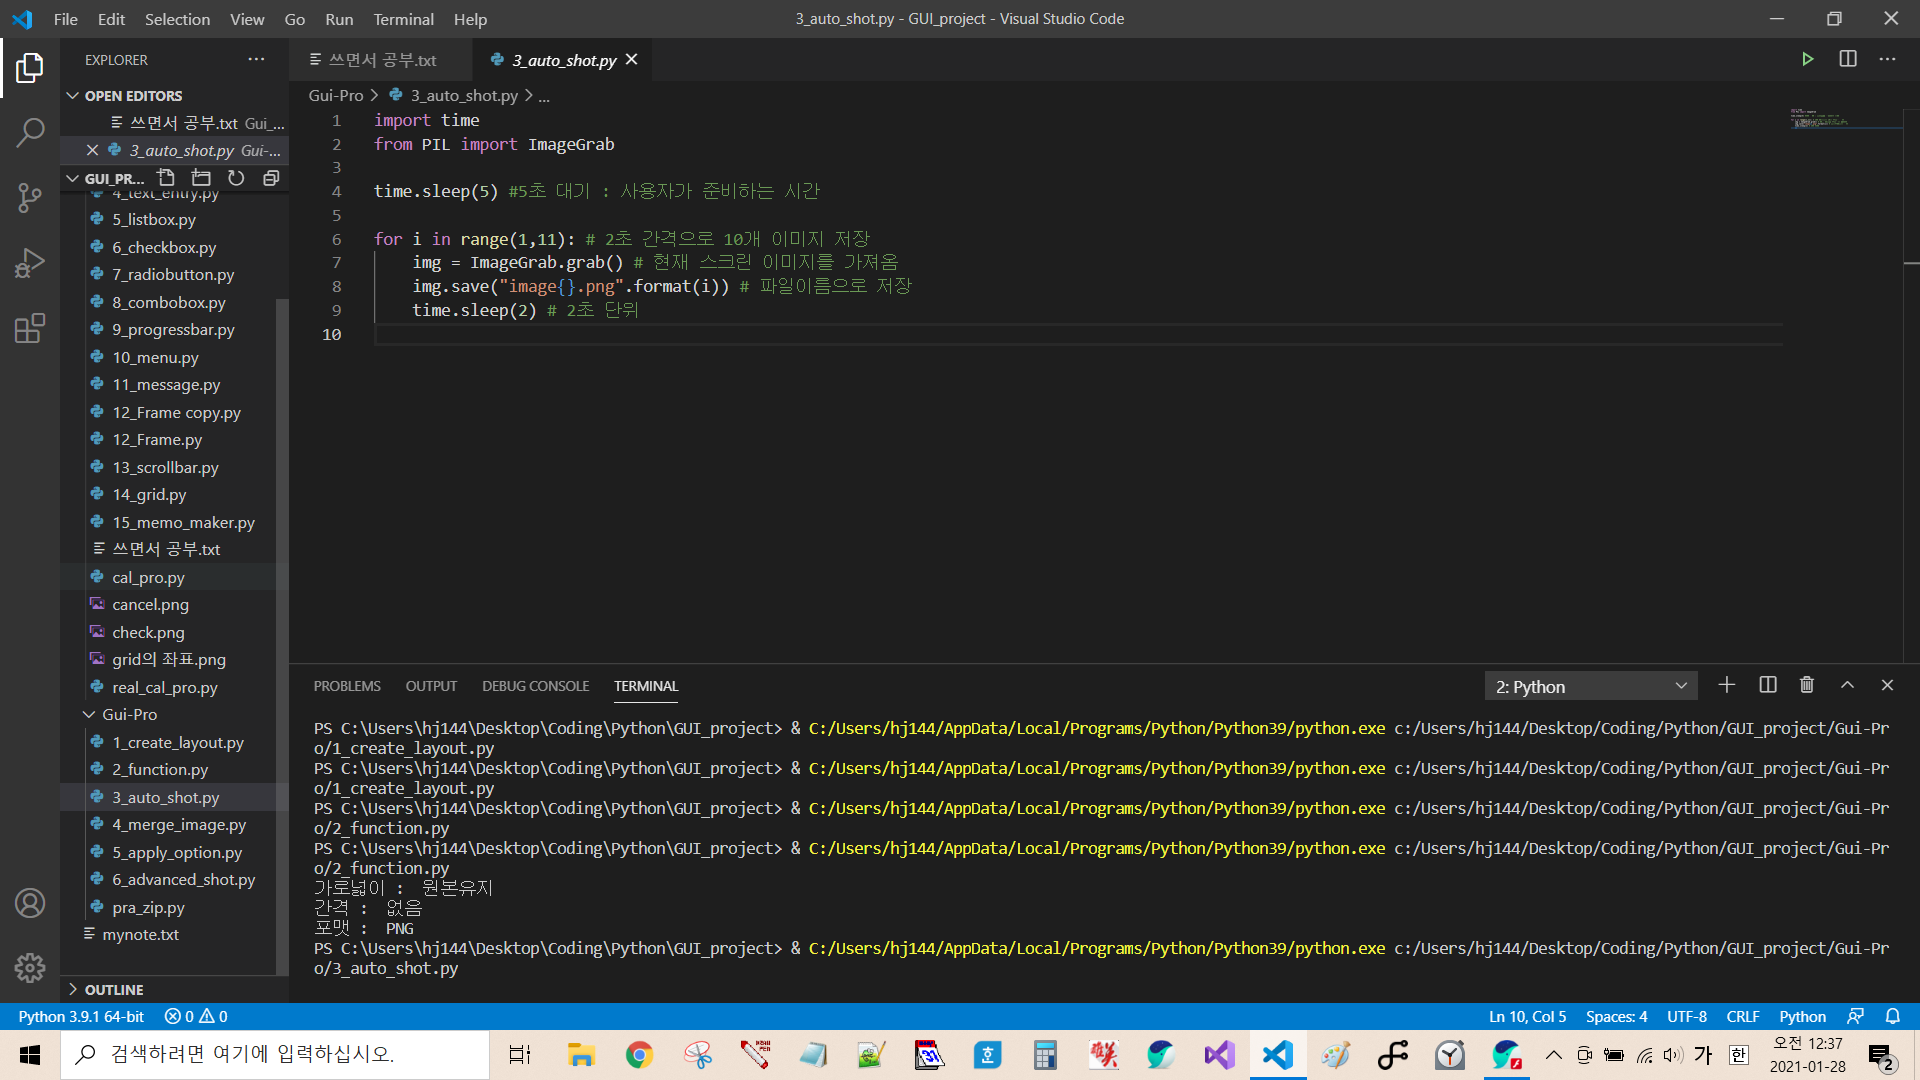 File Edit Selection View Go Run Terminal Help
3_auto_shot.py - GUI_project - Visual Studio Code
EXPLORER
쓰면서 공부.txt
3_auto_shot.py
OPEN EDITORS
쓰면서 공부.txt Gui_...
3_auto_shot.py Gui-...
GUI_PR...
4_text_entry.py
5_listbox.py
6_checkbox.py
7_radiobutton.py
8_combobox.py
9_progressbar.py
10_menu.py
11_message.py
12_Frame copy.py
12_Frame.py
13_scrollbar.py
14_grid.py
15_memo_maker.py
쓰면서 공부.txt
cal_pro.py
cancel.png
check.png
grid의 좌표.png
real_cal_pro.py
Gui-Pro
1_create_layout.py
2_function.py
3_auto_shot.py
4_merge_image.py
5_apply_option.py
6_advanced_shot.py
pra_zip.py
mynote.txt
OUTLINE
Gui-Pro > 3_auto_shot.py > ...
1 import time
2 from PIL import ImageGrab
3
4 time.sleep(5) #5초 대기 : 사용자가 준비하는 시간
5
6 for i in range(1,11): # 2초 간격으로 10개 이미지 저장
7 img = ImageGrab.grab() # 현재 스크린 이미지를 가져옴
8 img.save("image{}.png".format(i)) # 파일이름으로 저장
9 time.sleep(2) # 2초 단위
10
PROBLEMS OUTPUT DEBUG CONSOLE TERMINAL
2: Python
PS C:\Users\hj144\Desktop\Coding\Python\GUI_project> & C:/Users/hj144/AppData/Local/Programs/Python/Python39/python.exe c:/Users/hj144/Desktop/Coding/Python/GUI_project/Gui-Pr
o/1_create_layout.py
PS C:\Users\hj144\Desktop\Coding\Python\GUI_project> & C:/Users/hj144/AppData/Local/Programs/Python/Python39/python.exe c:/Users/hj144/Desktop/Coding/Python/GUI_project/Gui-Pr
o/1_create_layout.py
PS C:\Users\hj144\Desktop\Coding\Python\GUI_project> & C:/Users/hj144/AppData/Local/Programs/Python/Python39/python.exe c:/Users/hj144/Desktop/Coding/Python/GUI_project/Gui-Pr
o/2_function.py
PS C:\Users\hj144\Desktop\Coding\Python\GUI_project> & C:/Users/hj144/AppData/Local/Programs/Python/Python39/python.exe c:/Users/hj144/Desktop/Coding/Python/GUI_project/Gui-Pr
o/2_function.py
가로넓이 : 원본유지
간격 : 없음
포맷 : PNG
PS C:\Users\hj144\Desktop\Coding\Python\GUI_project> & C:/Users/hj144/AppData/Local/Programs/Python/Python39/python.exe c:/Users/hj144/Desktop/Coding/Python/GUI_project/Gui-Pr
o/3_auto_shot.py
Python 3.9.1 64-bit 0 0
Ln 10, Col 5 Spaces: 4 UTF-8 CRLF Python
검색하려면 여기에 입력하십시오.
가 한
오전 12:37
2021-01-28
2